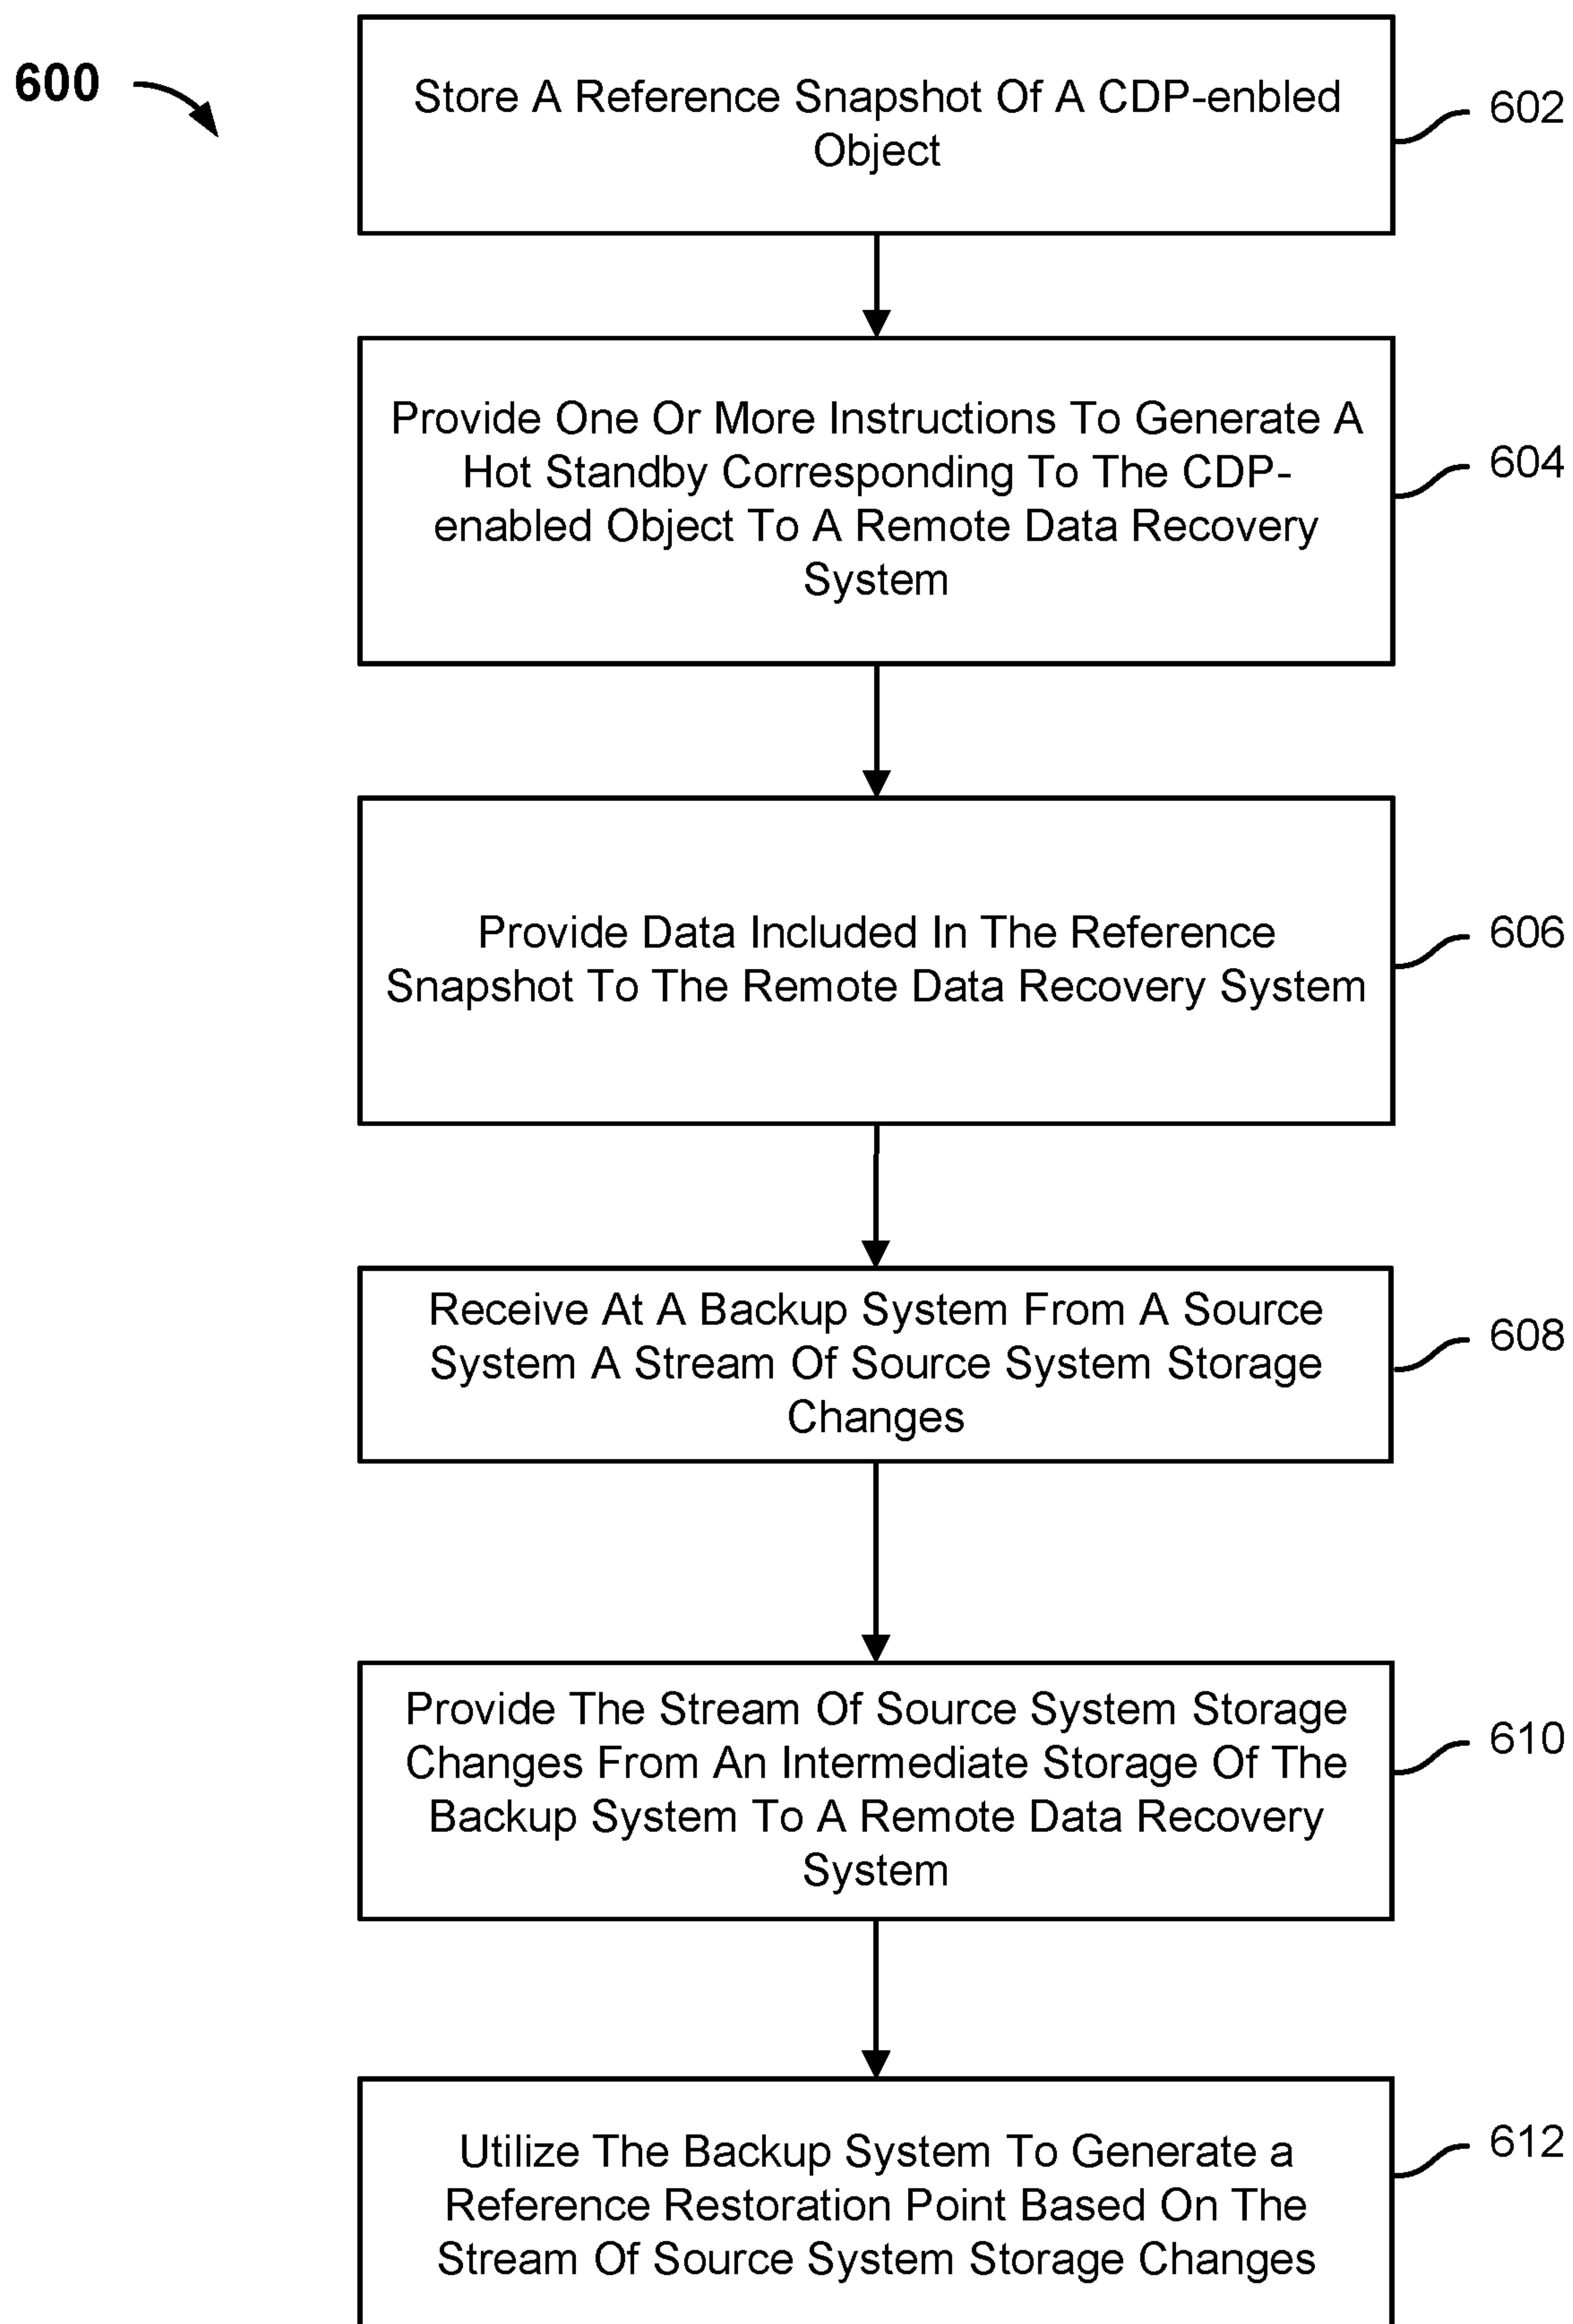 600
Store A Reference Snapshot Of A CDP-enbled
Object
602
Provide One Or More Instructions To Generate A
Hot Standby Corresponding To The CDP-
enabled Object To A Remote Data Recovery
System
604
Provide Data Included In The Reference
Snapshot To The Remote Data Recovery System
606
Receive At A Backup System From A Source
System A Stream Of Source System Storage
Changes
608
Provide The Stream Of Source System Storage
Changes From An Intermediate Storage Of The
Backup System To A Remote Data Recovery
System
610
Utilize The Backup System To Generate a
Reference Restoration Point Based On The
Stream Of Source System Storage Changes
612